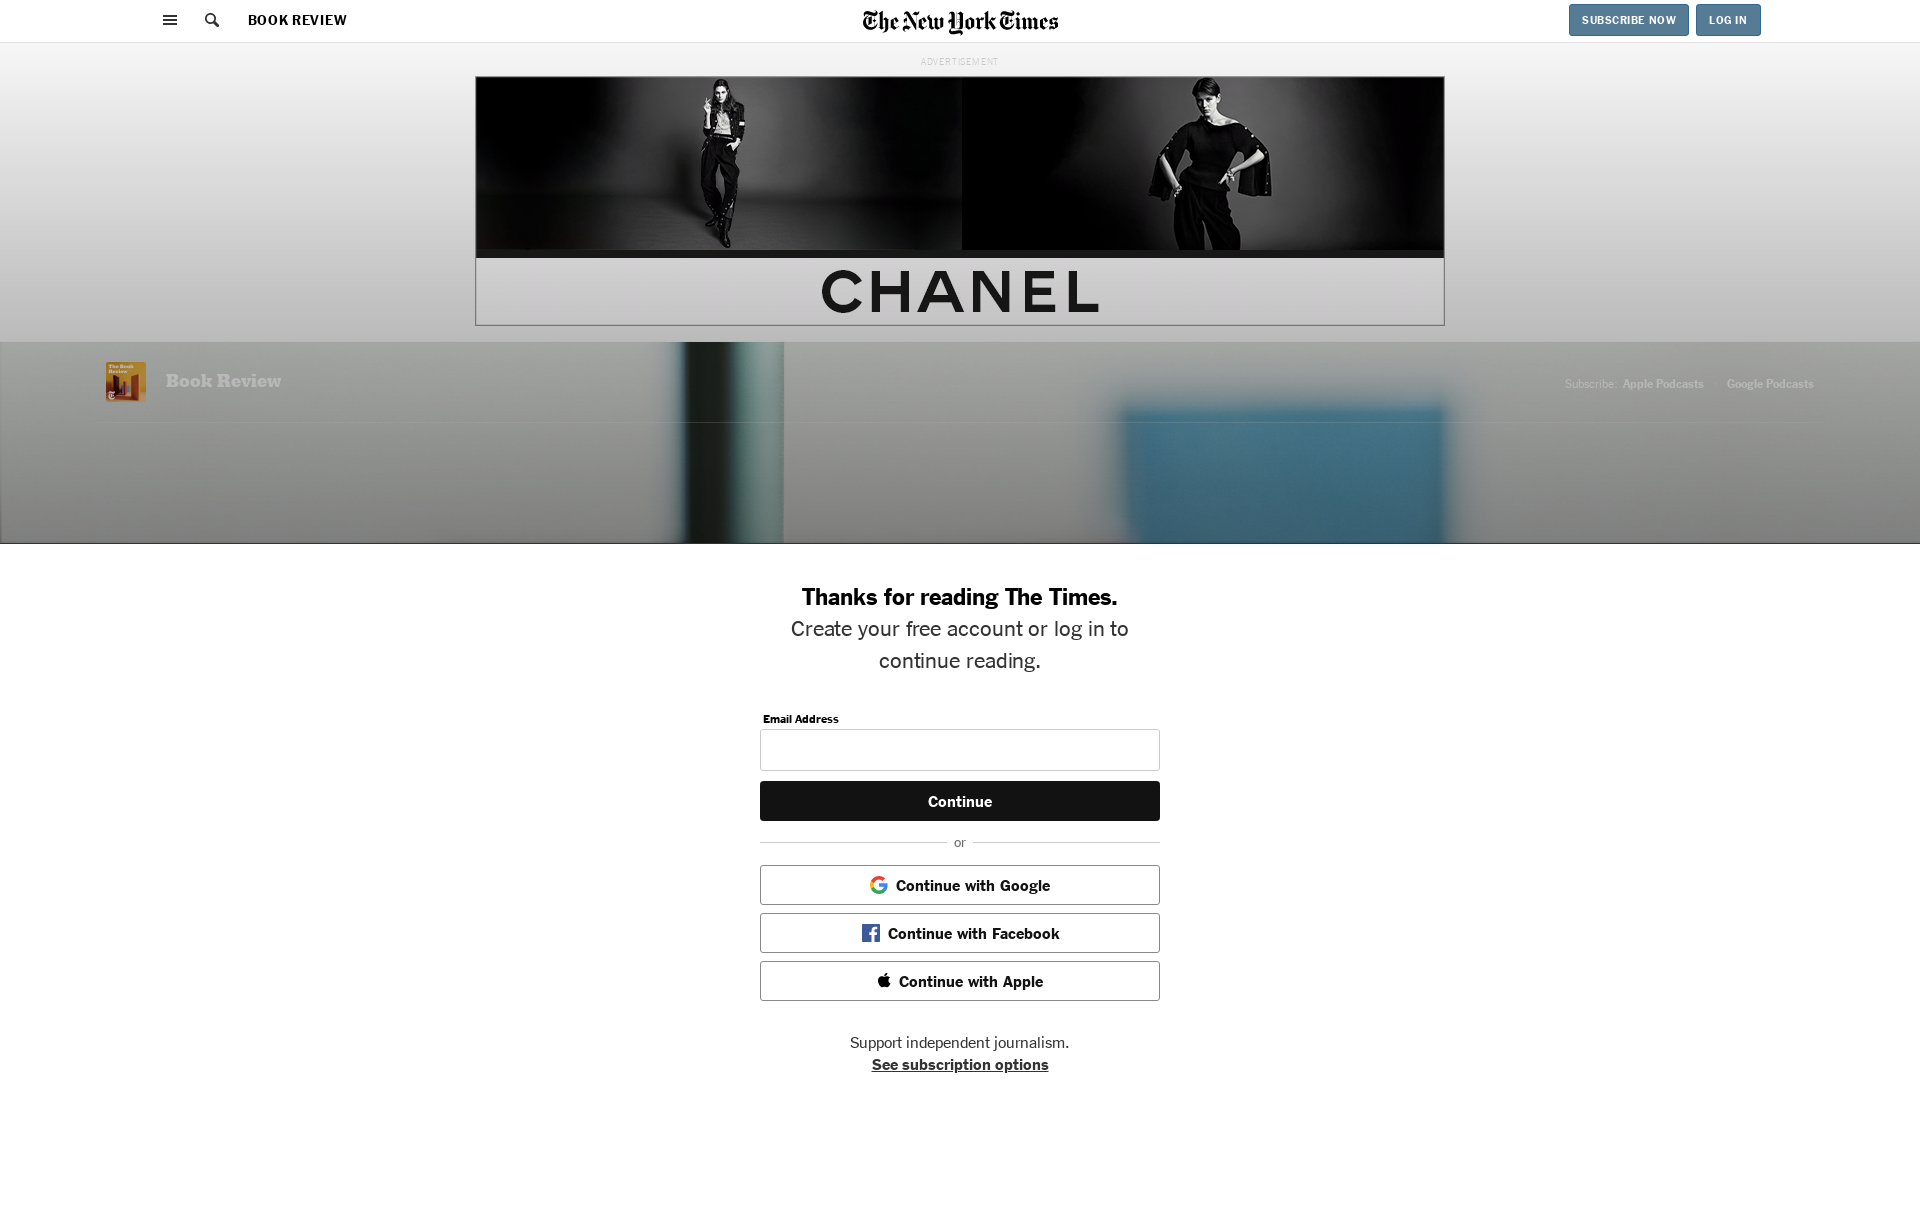 BOOK REVIEW
The New York Times
SUBSCRIBE NOW
LOG IN
ADVERTISEMENT
CHANEL
The Book
Review
Book Review
Subscribe:
Apple Podcasts
Google Podcasts
Thanks for reading The Times.
Create your free account or log in to
continue reading.
Email Address
Continue
or
Continue with Google
Continue with Facebook
Continue with Apple
Support independent journalism.
See subscription options